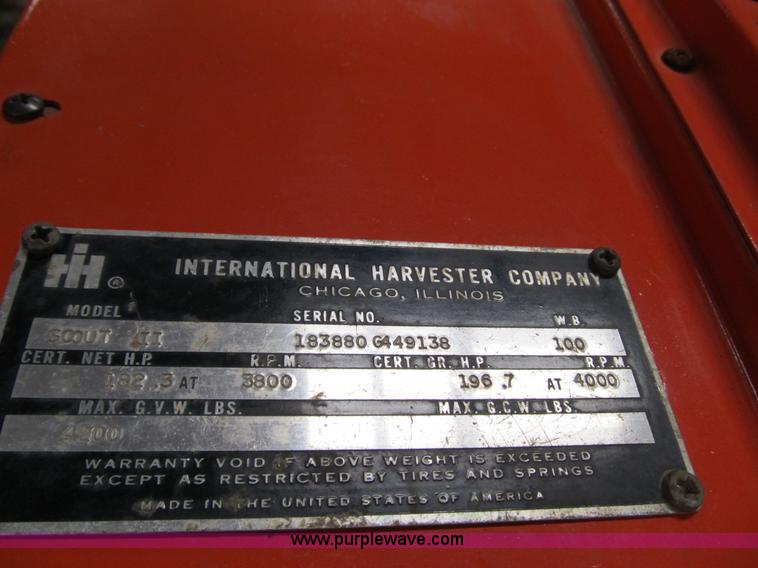 IH ® INTERNATIONAL HARVESTER COMPANY
CHICAGO, ILLINOIS
MODEL SERIAL NO. W.B.
SCOUT II 183880 G449138 100
CERT. NET H.P. R.P.M. CERT. GR. H.P. R.P.M.
182.3 AT 3800 196.7 AT 4000
MAX. G.V.W. LBS. MAX. G.C.W. LBS.
WARRANTY VOID IF ABOVE WEIGHT IS EXCEEDED
EXCEPT AS RESTRICTED BY TIRES AND SPRINGS
MADE IN THE UNITED STATES OF AMERICA
www.purplewave.com